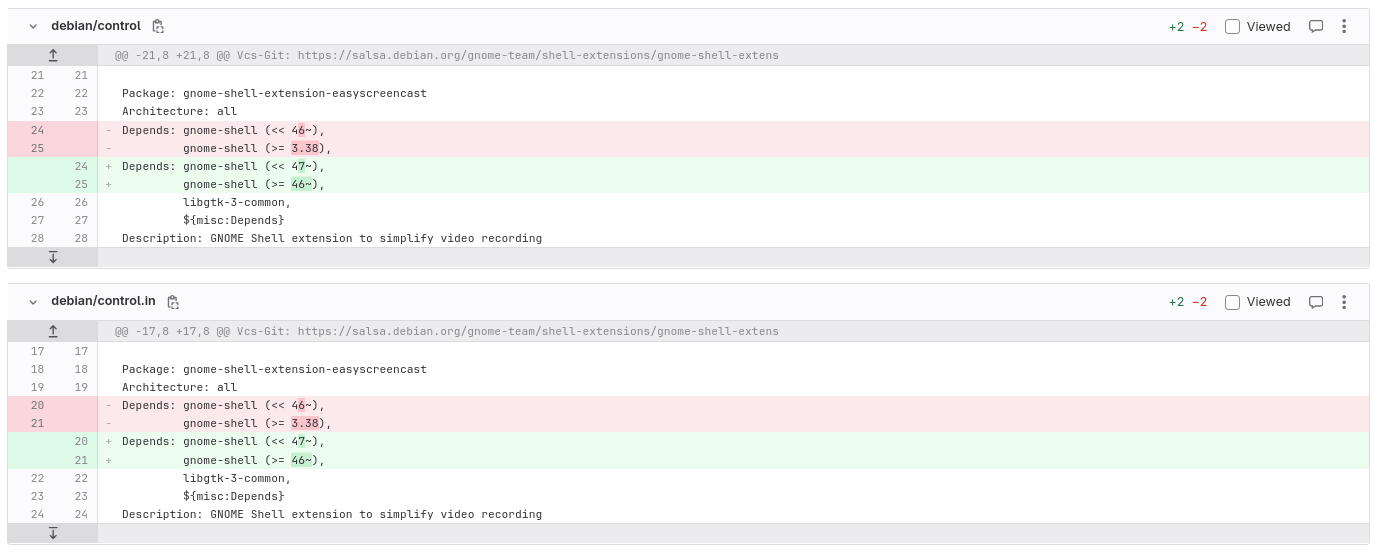 debian/control +2 −2 Viewed
@@ -21,8 +21,8 @@ Vcs-Git: https://salsa.debian.org/gnome-team/shell-extensions/gnome-shell-extens
21 21
22 22 Package: gnome-shell-extension-easyscreencast
23 23 Architecture: all
24 - Depends: gnome-shell (<< 46~),
25 - gnome-shell (>= 3.38),
24 + Depends: gnome-shell (<< 47~),
25 + gnome-shell (>= 46~),
26 26 libgtk-3-common,
27 27 ${misc:Depends}
28 28 Description: GNOME Shell extension to simplify video recording
debian/control.in +2 −2 Viewed
@@ -17,8 +17,8 @@ Vcs-Git: https://salsa.debian.org/gnome-team/shell-extensions/gnome-shell-extens
17 17
18 18 Package: gnome-shell-extension-easyscreencast
19 19 Architecture: all
20 - Depends: gnome-shell (<< 46~),
21 - gnome-shell (>= 3.38),
20 + Depends: gnome-shell (<< 47~),
21 + gnome-shell (>= 46~),
22 22 libgtk-3-common,
23 23 ${misc:Depends}
24 24 Description: GNOME Shell extension to simplify video recording